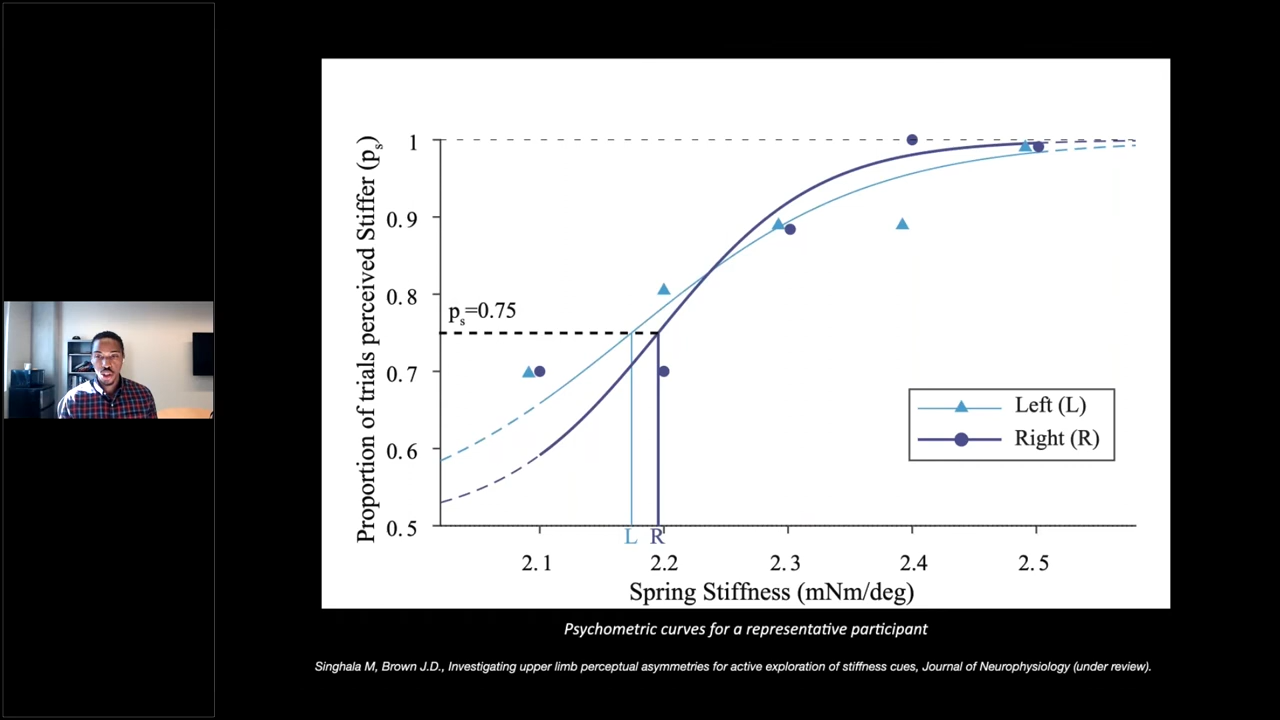 Proportion of trials perceived Stiffer (pₛ)
1
0.9
0.8
0.7
0.6
0.5
pₛ=0.75
Left (L)
Right (R)
L
R
2.1
2.2
2.3
2.4
2.5
Spring Stiffness (mNm/deg)
Psychometric curves for a representative participant
Singhala M, Brown J.D., Investigating upper limb perceptual asymmetries for active exploration of stiffness cues, Journal of Neurophysiology (under review).